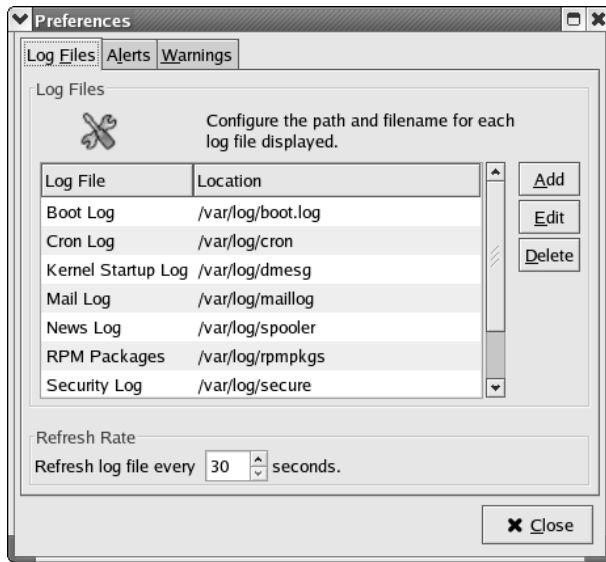 Preferences
Log Files Alerts Warnings
Log Files
Configure the path and filename for each
log file displayed.
Log File Location
Boot Log /var/log/boot.log
Cron Log /var/log/cron
Kernel Startup Log /var/log/dmesg
Mail Log /var/log/maillog
News Log /var/log/spooler
RPM Packages /var/log/rpmpkgs
Security Log /var/log/secure
Add
Edit
Delete
Refresh Rate
Refresh log file every 30 seconds.
Close